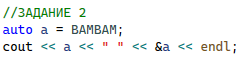 //ЗАДАНИЕ 2
auto a = BAMBAM;
cout << a << " " << &a << endl;